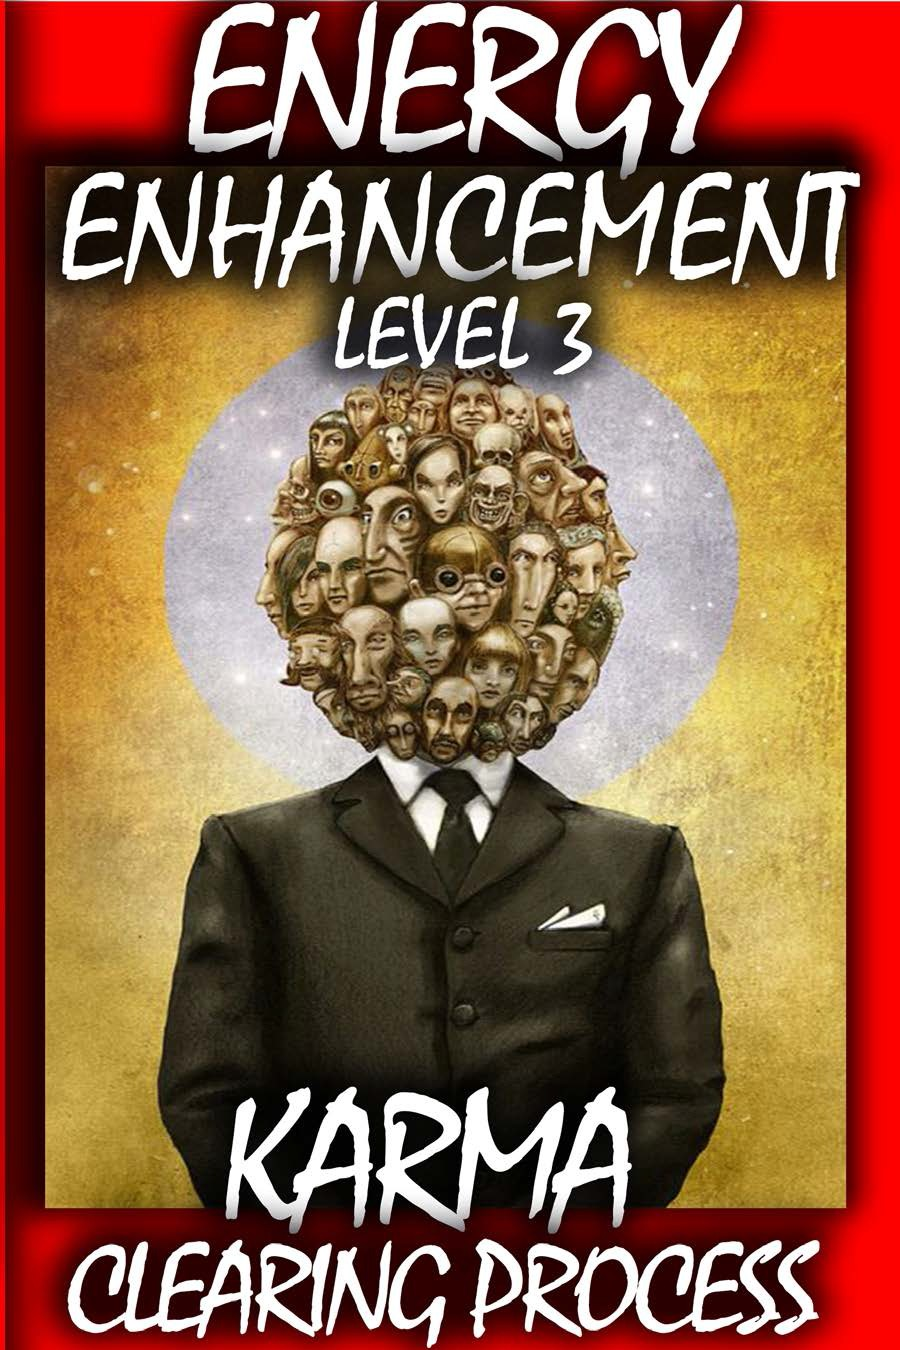 ENERGY
ENHANCEMENT
LEVEL 3
KARMA
CLEARING PROCESS